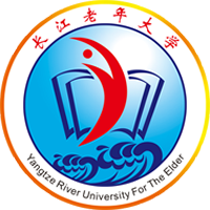 长江老年大学
Yangtze River University For The Elder